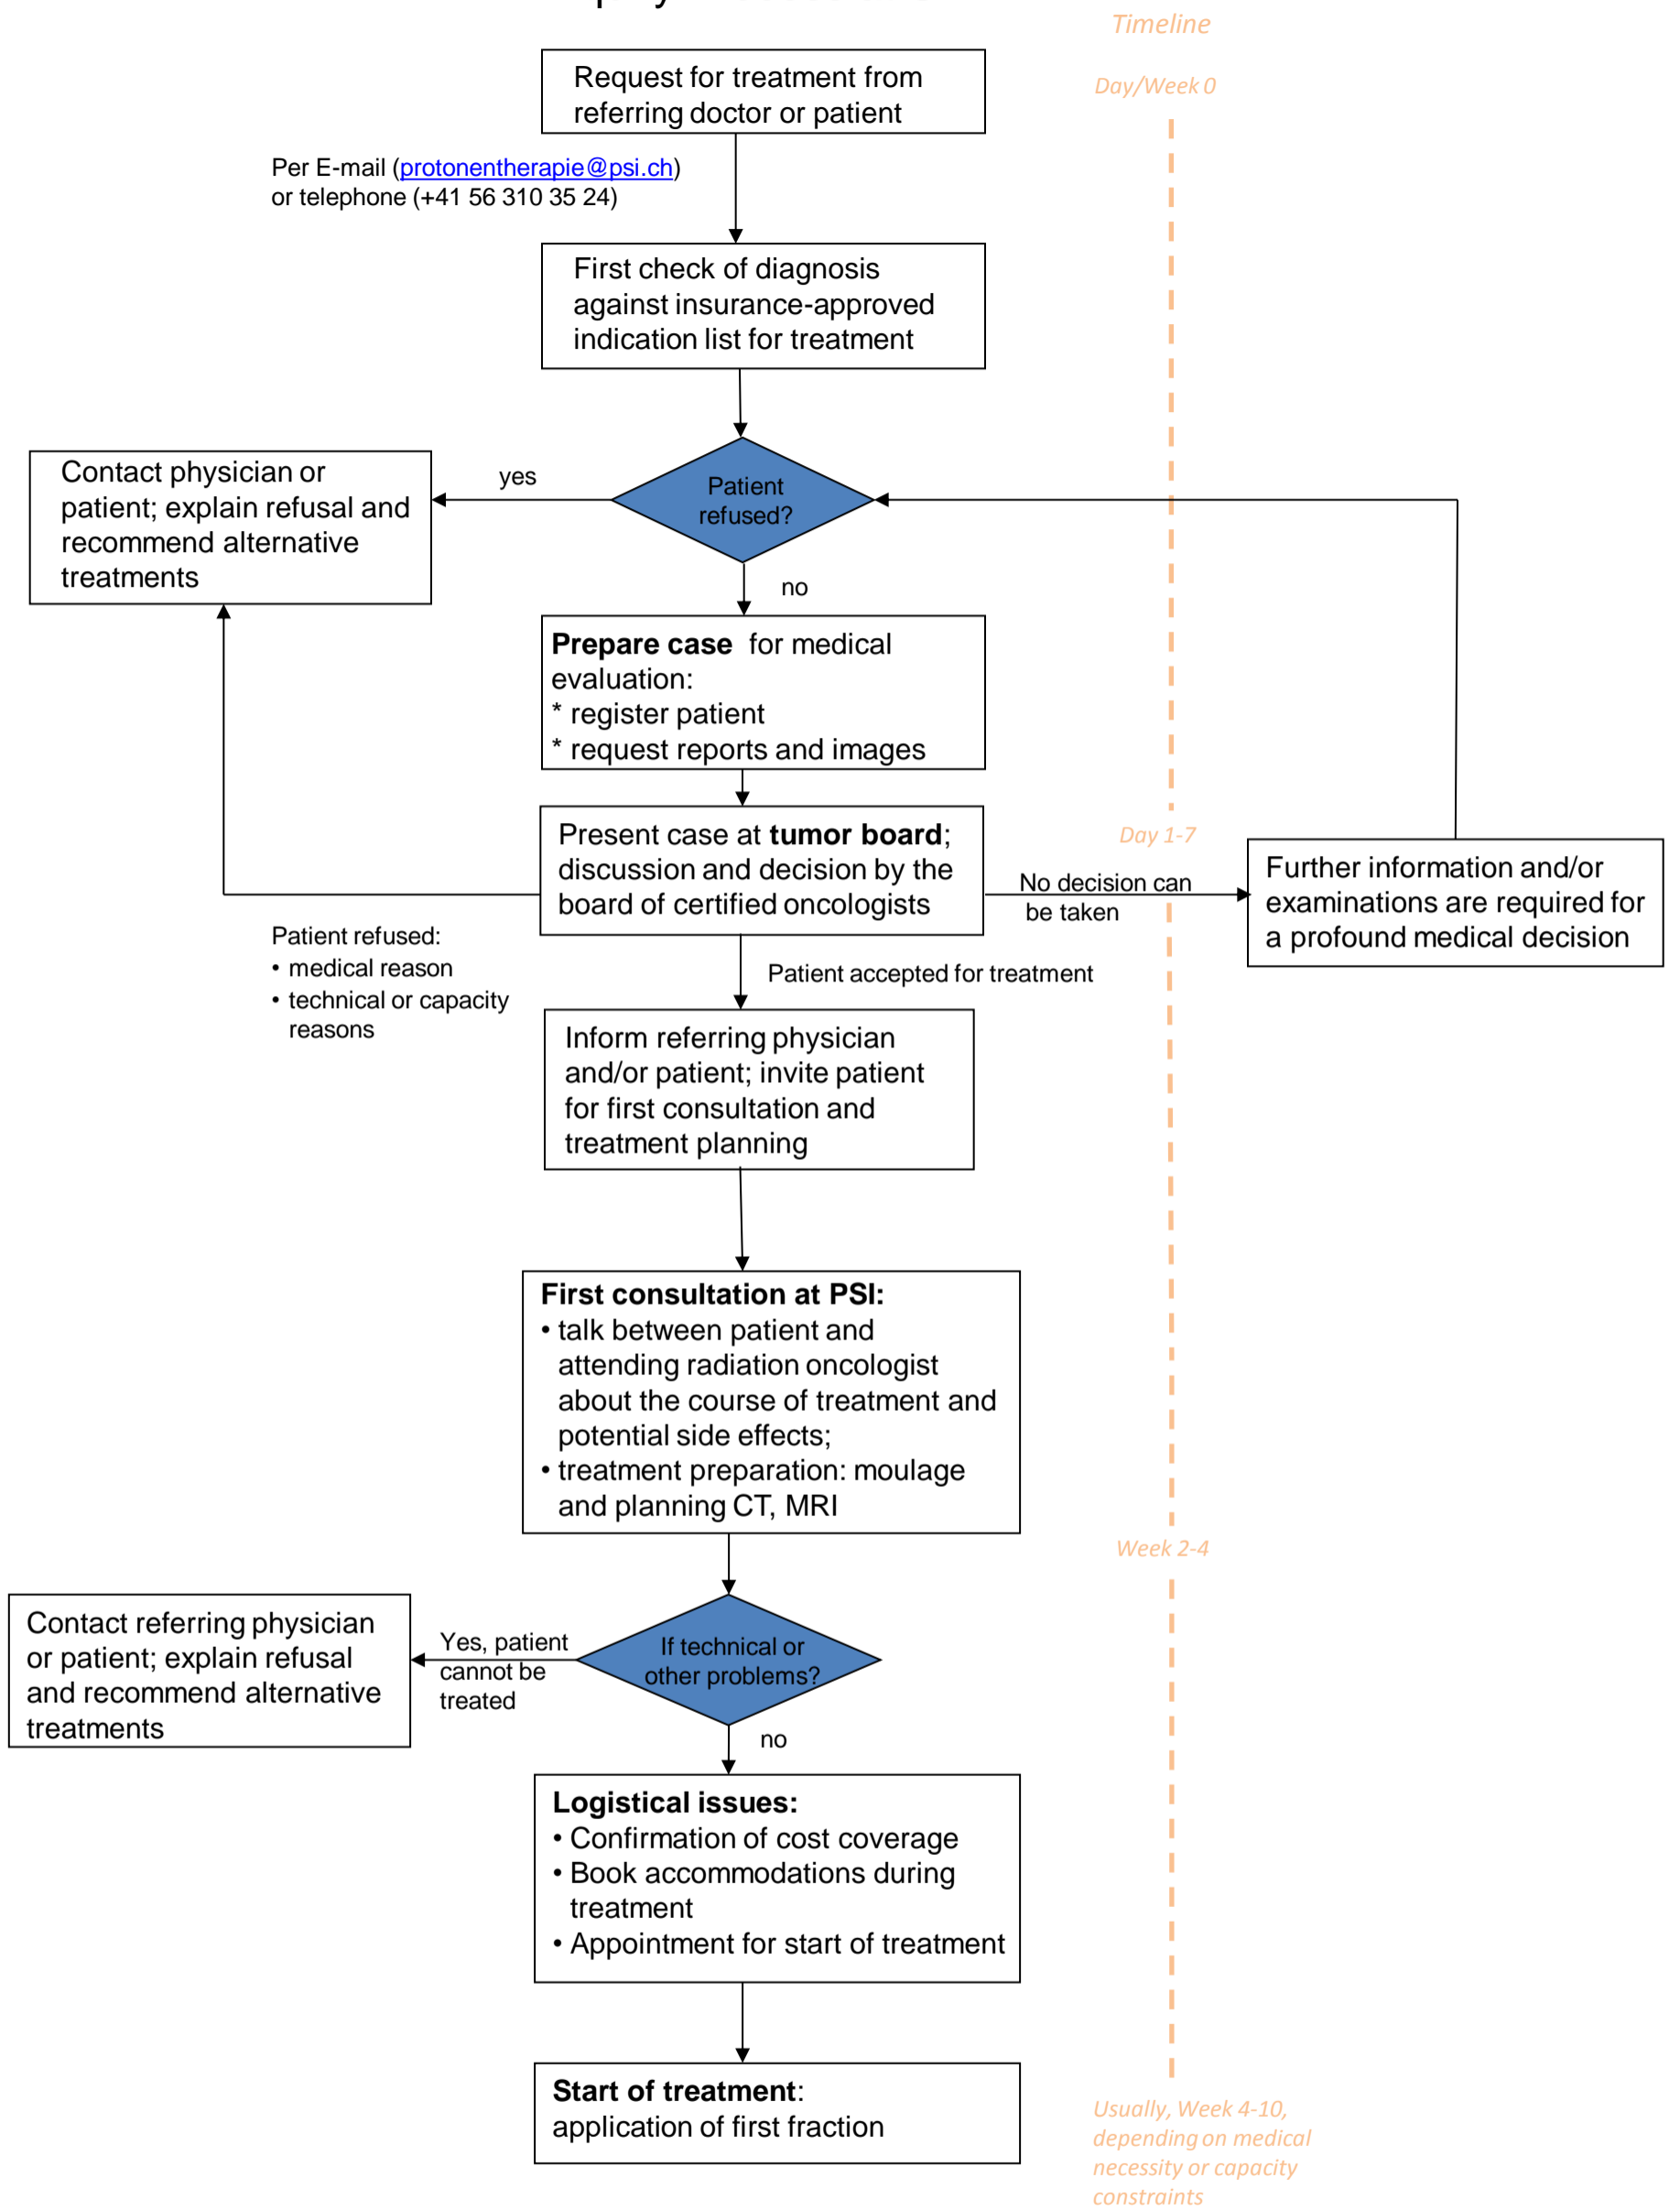 Timeline
Day/Week 0
Request for treatment from
referring doctor or patient
Per E-mail (protonentherapie@psi.ch)
or telephone (+41 56 310 35 24)
First check of diagnosis
against insurance-approved
indication list for treatment
Patient
refused?
yes
Contact physician or
patient; explain refusal and
recommend alternative
treatments
no
Prepare case for medical
evaluation:
* register patient
* request reports and images
Day 1-7
Present case at tumor board;
discussion and decision by the
board of certified oncologists
No decision can
be taken
Further information and/or
examinations are required for
a profound medical decision
Patient refused:
• medical reason
• technical or capacity
reasons
Patient accepted for treatment
Inform referring physician
and/or patient; invite patient
for first consultation and
treatment planning
First consultation at PSI:
• talk between patient and
attending radiation oncologist
about the course of treatment and
potential side effects;
• treatment preparation: moulage
and planning CT, MRI
Week 2-4
If technical or
other problems?
Yes, patient
cannot be
treated
Contact referring physician
or patient; explain refusal
and recommend alternative
treatments
no
Logistical issues:
• Confirmation of cost coverage
• Book accommodations during
treatment
• Appointment for start of treatment
Start of treatment:
application of first fraction
Usually, Week 4-10,
depending on medical
necessity or capacity
constraints